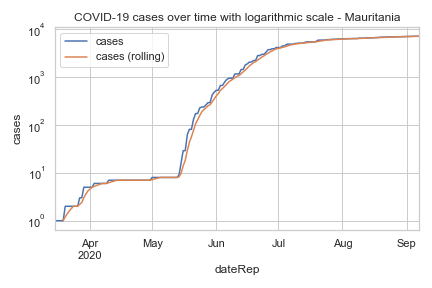 COVID-19 cases over time with logarithmic scale - Mauritania
cases
cases (rolling)
10⁴
10³
10²
10¹
10⁰
cases
Apr
2020
May
Jun
Jul
Aug
Sep
dateRep